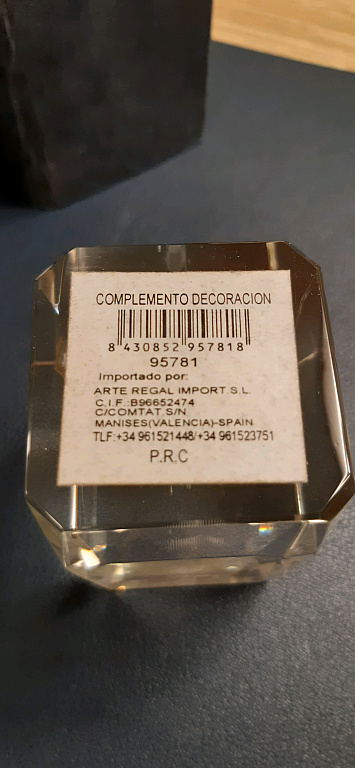 COMPLEMENTO DECORACION
8 430852 957818
95781
Importado por:
ARTE REGAL IMPORT.S.L.
C.I.F.:B96652474
C/COMTAT.S/N
MANISES(VALENCIA)-SPAIN
TLF:+34 961521448/+34 961523751
P.R.C